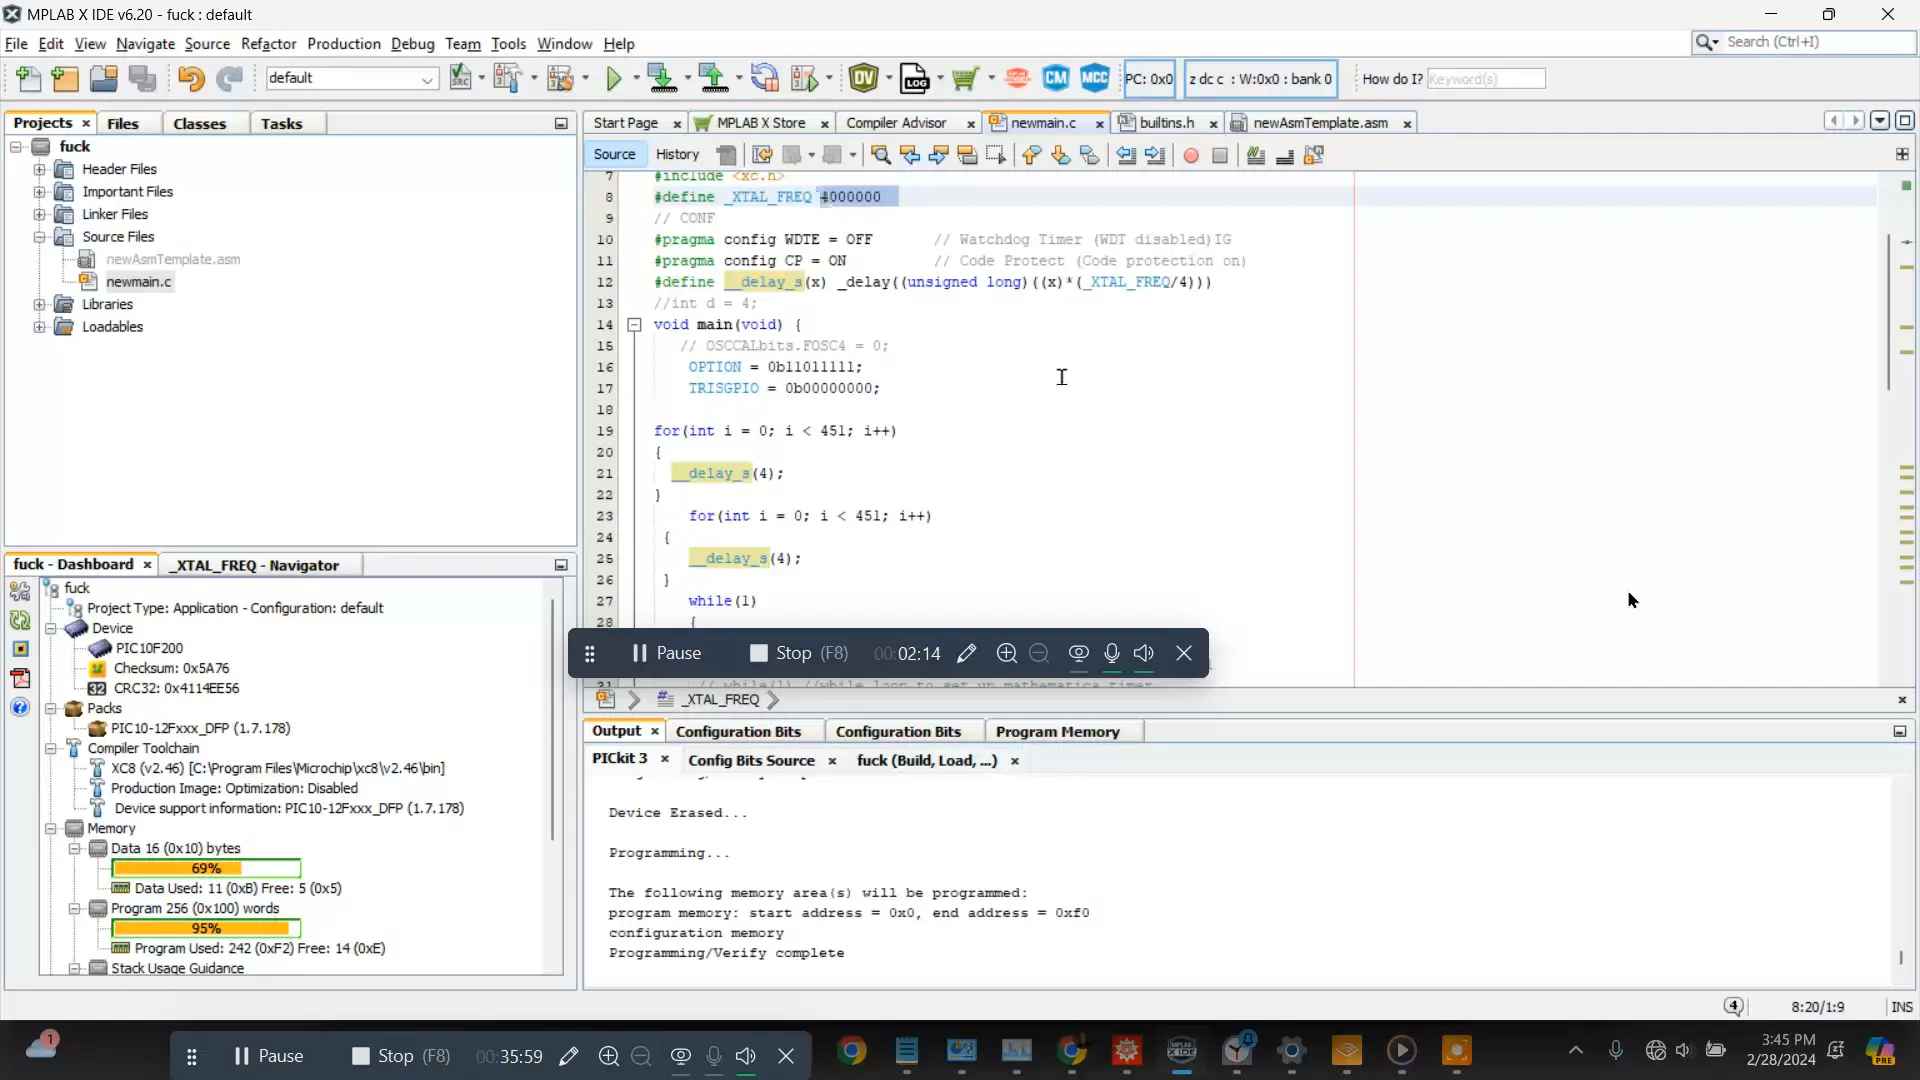 MPLAB X IDE v6.20 - fuck : default
File Edit View Navigate Source Refactor Production Debug Team Tools Window Help
Search (Ctrl+I)
default
PC: 0x0
z dc c : W:0x0 : bank 0
How do I? Keyword(s)
Projects Files Classes Tasks
fuck
Header Files
Important Files
Linker Files
Source Files
newAsmTemplate.asm
newmain.c
Libraries
Loadables
Start Page MPLAB X Store Compiler Advisor newmain.c builtins.h newAsmTemplate.asm
Source History
7 #include <xc.h>
8 #define _XTAL_FREQ 4000000
9 // CONF
10 #pragma config WDTE = OFF // Watchdog Timer (WDT disabled)IG
11 #pragma config CP = ON // Code Protect (Code protection on)
12 #define __delay_s(x) _delay((unsigned long)((x)*(_XTAL_FREQ/4)))
13 //int d = 4;
14 void main(void) {
15 // OSCCALbits.FOSC4 = 0;
16 OPTION = 0b11011111;
17 TRISGPIO = 0b00000000;
18
19 for(int i = 0; i < 451; i++)
20 {
21 __delay_s(4);
22 }
23 for(int i = 0; i < 451; i++)
24 {
25 __delay_s(4);
26 }
27 while(1)
28 {
31 // while(1) //while loop to set up mathematica timer
Pause Stop (F8) 00:02:14
_XTAL_FREQ
fuck - Dashboard _XTAL_FREQ - Navigator
fuck
Project Type: Application - Configuration: default
Device
PIC10F200
Checksum: 0x5A76
32 CRC32: 0x4114EE56
Packs
PIC10-12Fxxx_DFP (1.7.178)
Compiler Toolchain
XC8 (v2.46) [C:\Program Files\Microchip\xc8\v2.46\bin]
Production Image: Optimization: Disabled
Device support information: PIC10-12Fxxx_DFP (1.7.178)
Memory
Data 16 (0x10) bytes
69%
Data Used: 11 (0xB) Free: 5 (0x5)
Program 256 (0x100) words
95%
Program Used: 242 (0xF2) Free: 14 (0xE)
Stack Usage Guidance
Output Configuration Bits Configuration Bits Program Memory
PICkit 3 Config Bits Source fuck (Build, Load, ...)
Device Erased...
Programming...
The following memory area(s) will be programmed:
program memory: start address = 0x0, end address = 0xf0
configuration memory
Programming/Verify complete
4 8:20/1:9 INS
1
Pause Stop (F8) 00:35:59
3:45 PM
2/28/2024
PRE